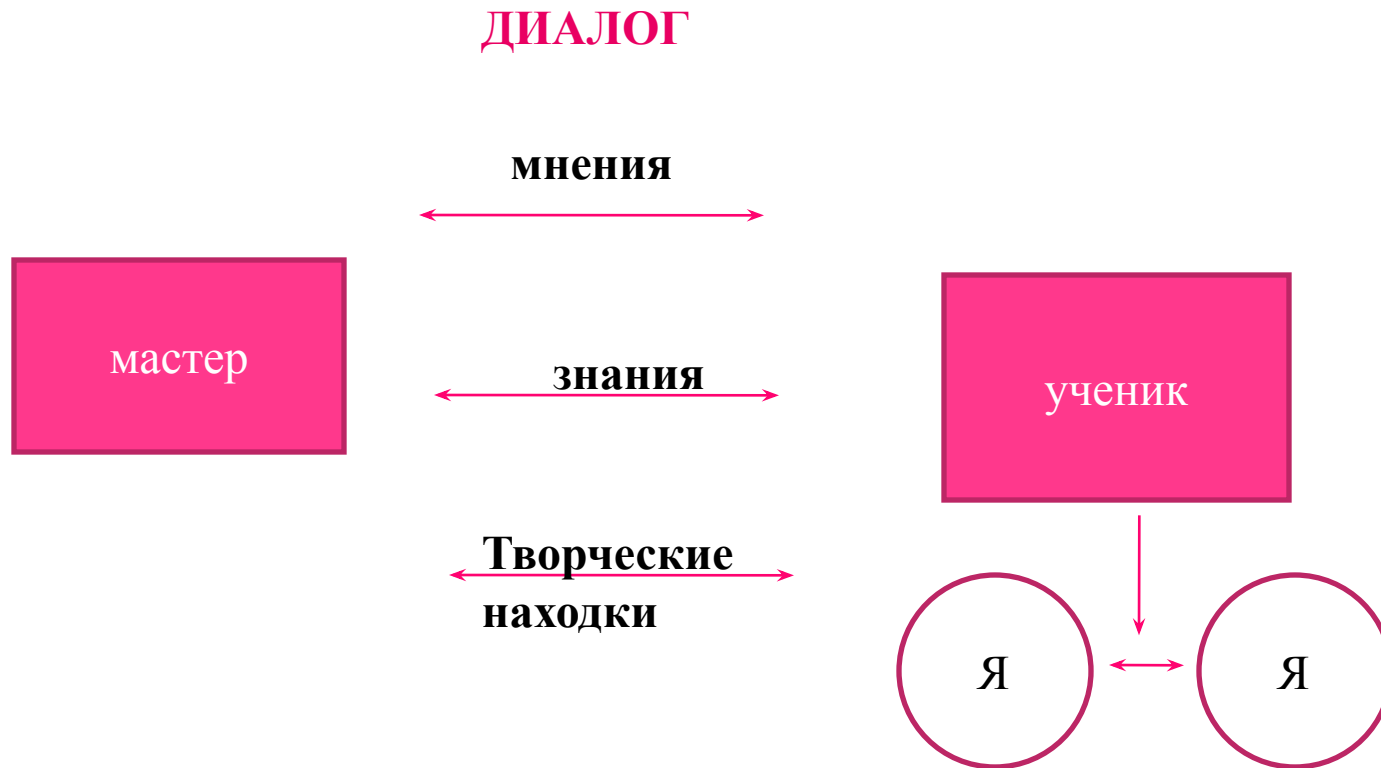 ДИАЛОГ
мнения
мастер
знания
ученик
Творческие
находки
Я
Я